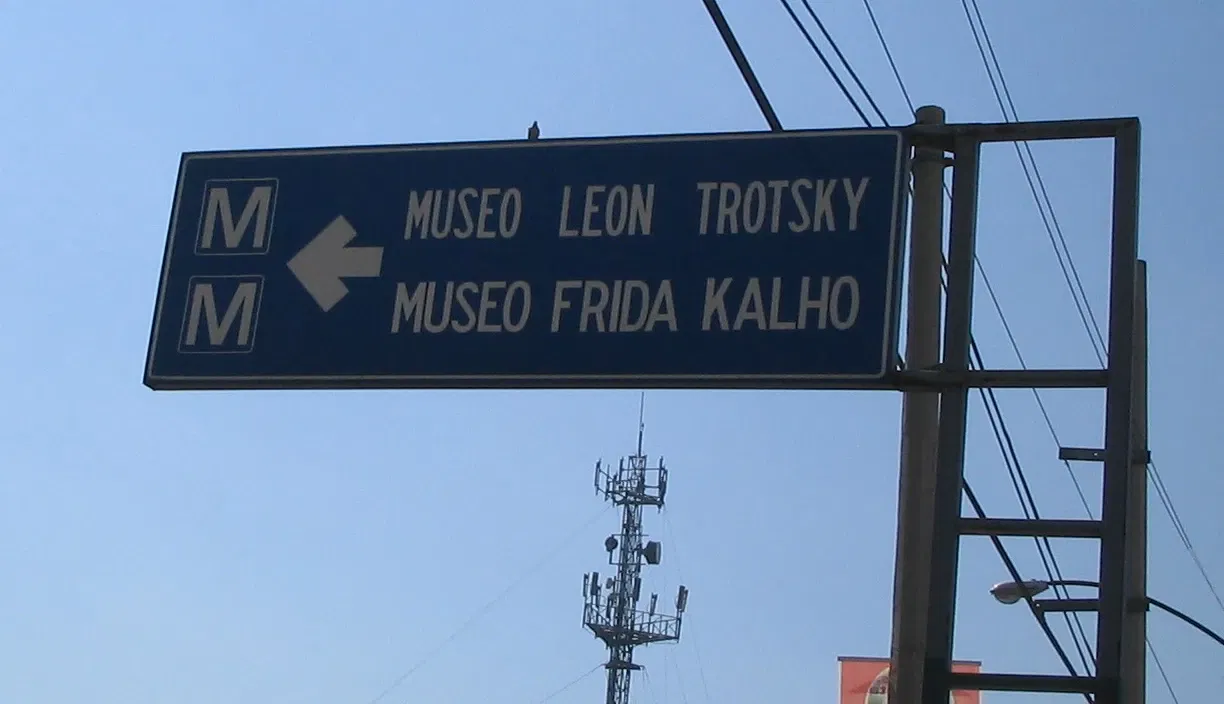 M MUSEO LEON TROTSKY
M MUSEO FRIDA KALHO